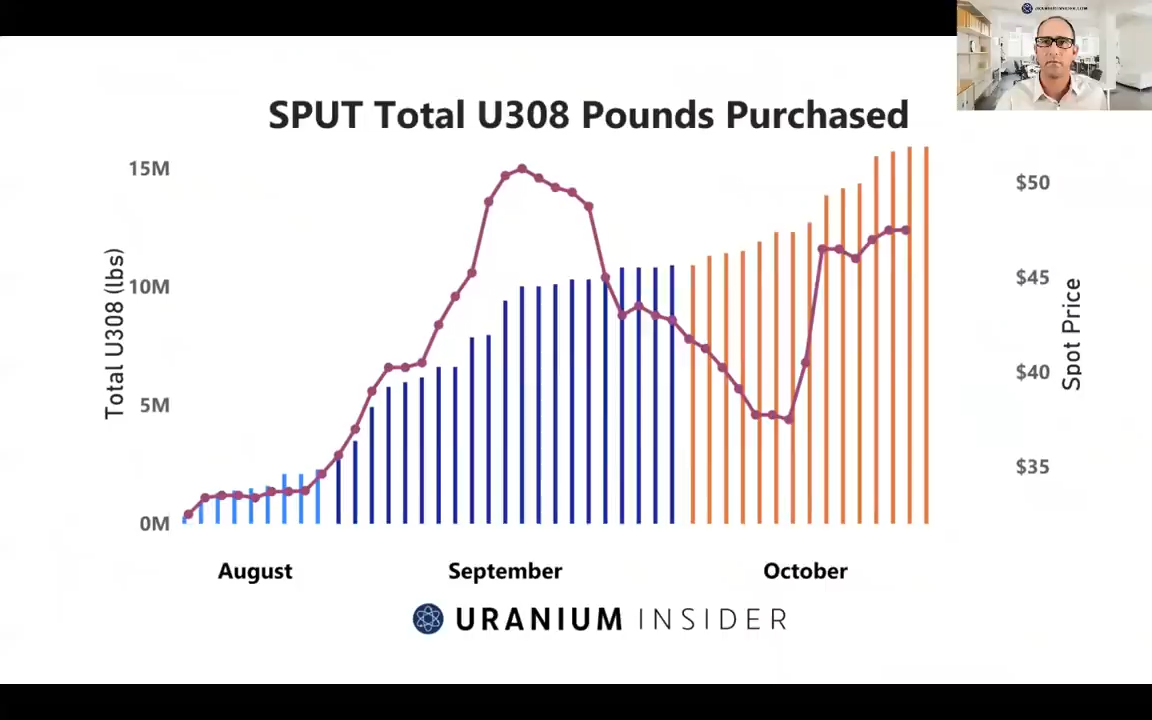 SPUT Total U308 Pounds Purchased
15M
10M
5M
0M
Total U308 (lbs)
$50
$45
$40
$35
Spot Price
August
September
October
URANIUM INSIDER